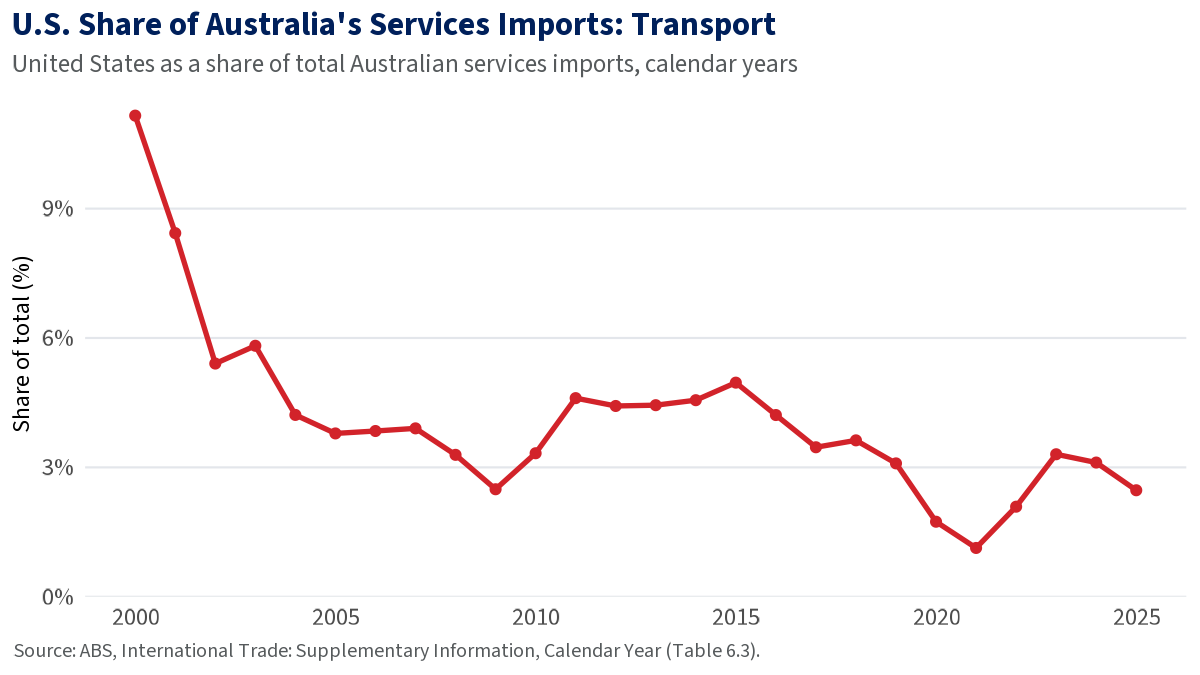 U.S. Share of Australia's Services Imports: Transport
United States as a share of total Australian services imports, calendar years
Share of total (%)
9%
6%
3%
0%
2000 2005 2010 2015 2020 2025
Source: ABS, International Trade: Supplementary Information, Calendar Year (Table 6.3).